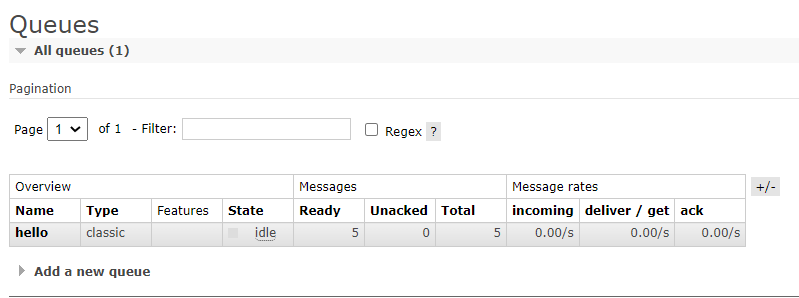 Queues
All queues (1)
Pagination
Page 1 of 1 - Filter: Regex ?
Overview Messages Message rates +/-
Name Type Features State Ready Unacked Total incoming deliver / get ack
hello classic idle 5 0 5 0.00/s 0.00/s 0.00/s
Add a new queue